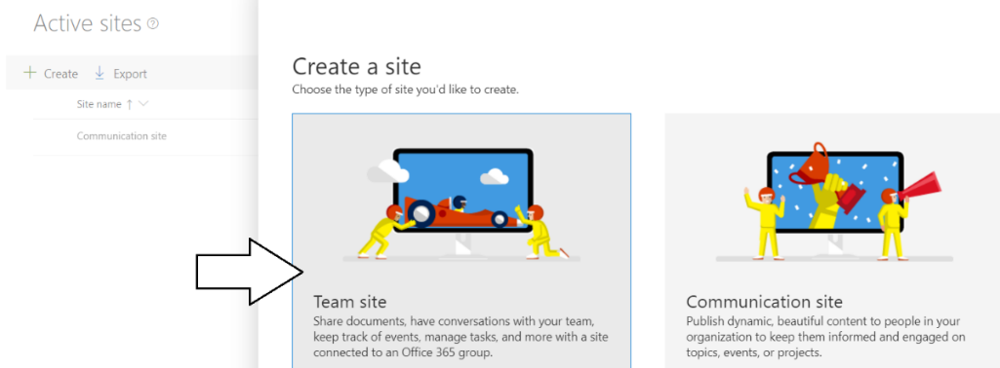 Active sites
Create Export
Site name
Communication site
Create a site
Choose the type of site you'd like to create.
Team site
Share documents, have conversations with your team,
keep track of events, manage tasks, and more with a site
connected to an Office 365 group.
Communication site
Publish dynamic, beautiful content to people in your
organization to keep them informed and engaged on
topics, events, or projects.